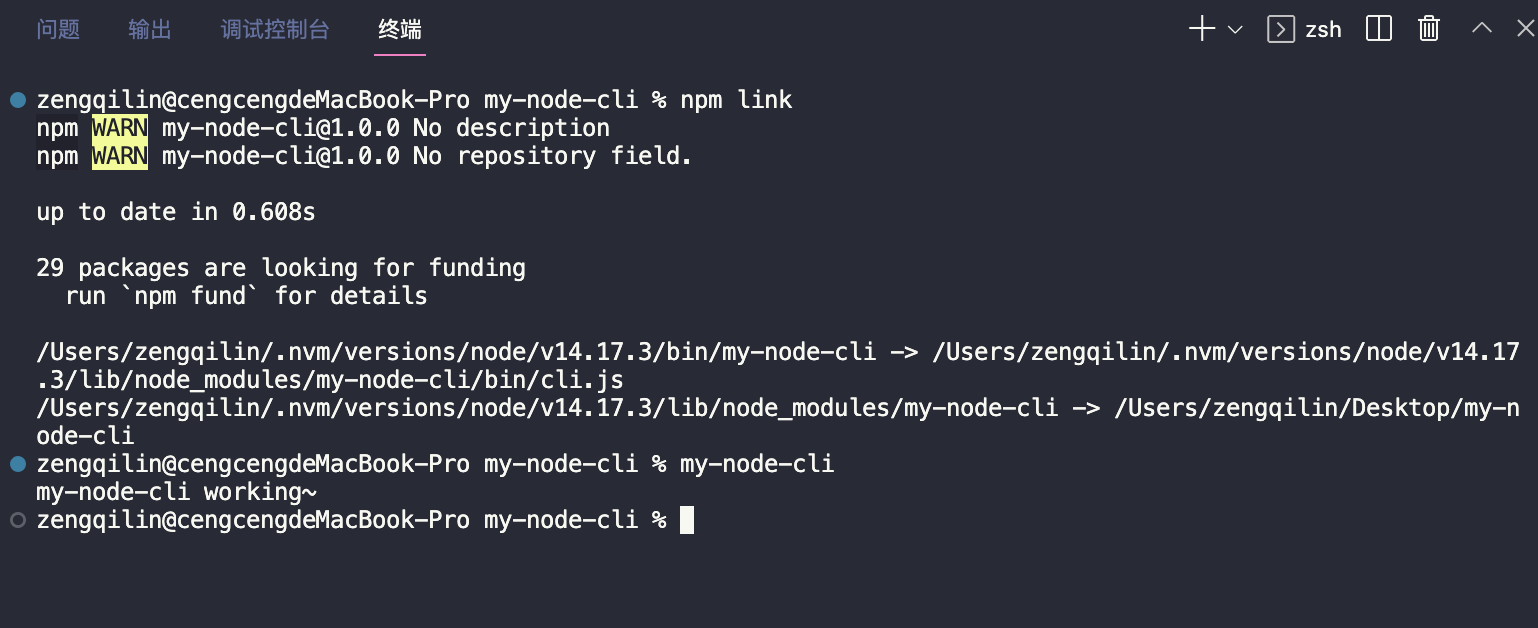 问题 输出 调试控制台 终端 zsh
zengqilin@cengcengdeMacBook-Pro my-node-cli % npm link
npm WARN my-node-cli@1.0.0 No description
npm WARN my-node-cli@1.0.0 No repository field.
up to date in 0.608s
29 packages are looking for funding
run `npm fund` for details
/Users/zengqilin/.nvm/versions/node/v14.17.3/bin/my-node-cli -> /Users/zengqilin/.nvm/versions/node/v14.17
.3/lib/node_modules/my-node-cli/bin/cli.js
/Users/zengqilin/.nvm/versions/node/v14.17.3/lib/node_modules/my-node-cli -> /Users/zengqilin/Desktop/my-n
ode-cli
zengqilin@cengcengdeMacBook-Pro my-node-cli % my-node-cli
my-node-cli working~
zengqilin@cengcengdeMacBook-Pro my-node-cli %